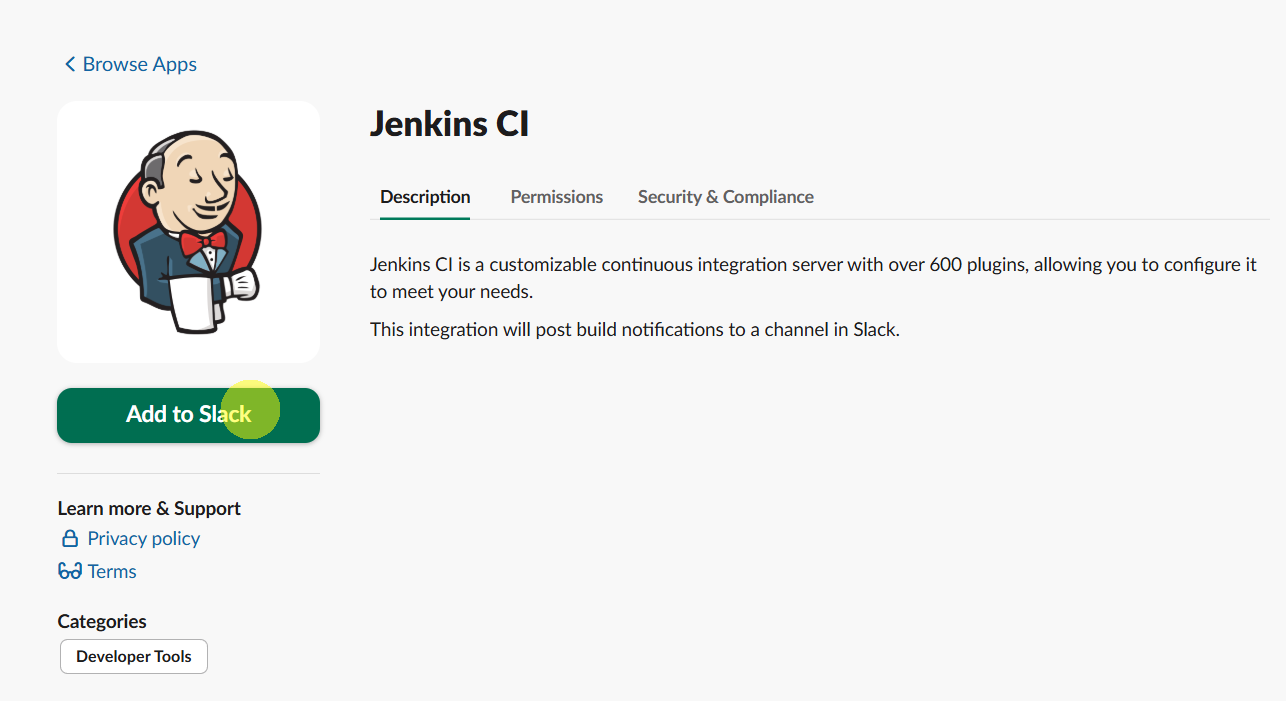 Browse Apps
Jenkins CI
Description Permissions Security & Compliance
Jenkins CI is a customizable continuous integration server with over 600 plugins, allowing you to configure it
to meet your needs.
This integration will post build notifications to a channel in Slack.
Add to Slack
Learn more & Support
Privacy policy
Terms
Categories
Developer Tools